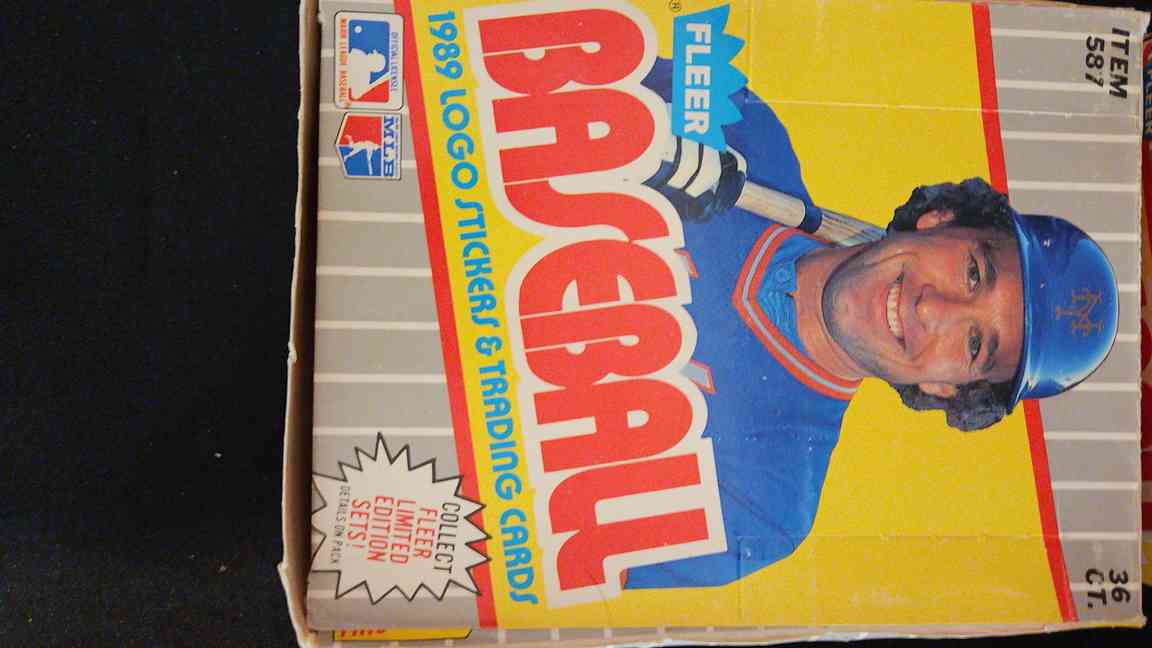 ITEM
587
36
CT.
FLEER
®
BASEBALL
1989 LOGO STICKERS & TRADING CARDS
OFFICIAL LICENSEE
MAJOR LEAGUE BASEBALL
MLB
NY
COLLECT
FLEER
LIMITED
EDITION
SETS!
DETAILS ON PACK